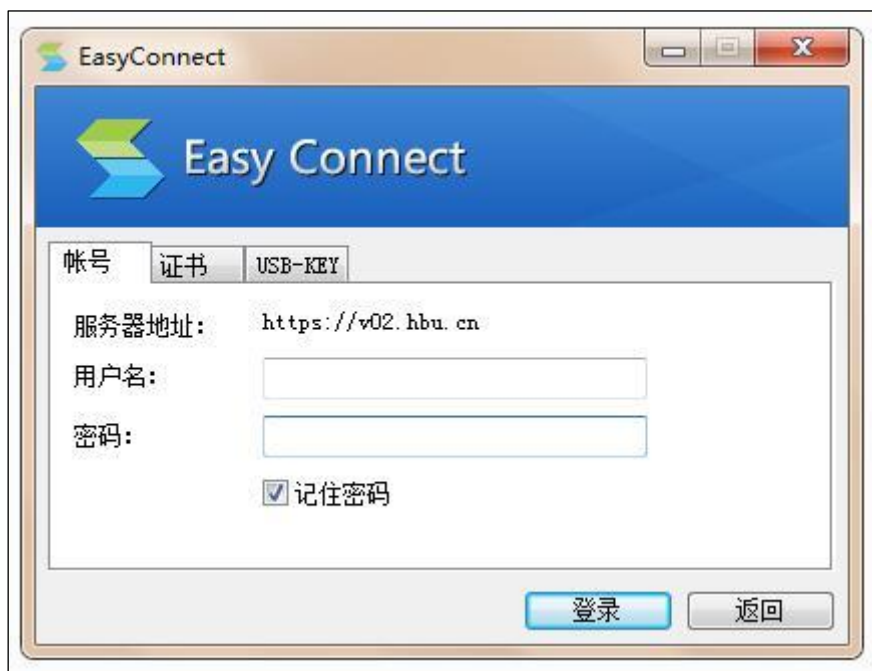 EasyConnect
Easy Connect
帐号 证书 USB-KEY
服务器地址: https://v02.hbu.cn
用户名:
密码:
记住密码
登录 返回